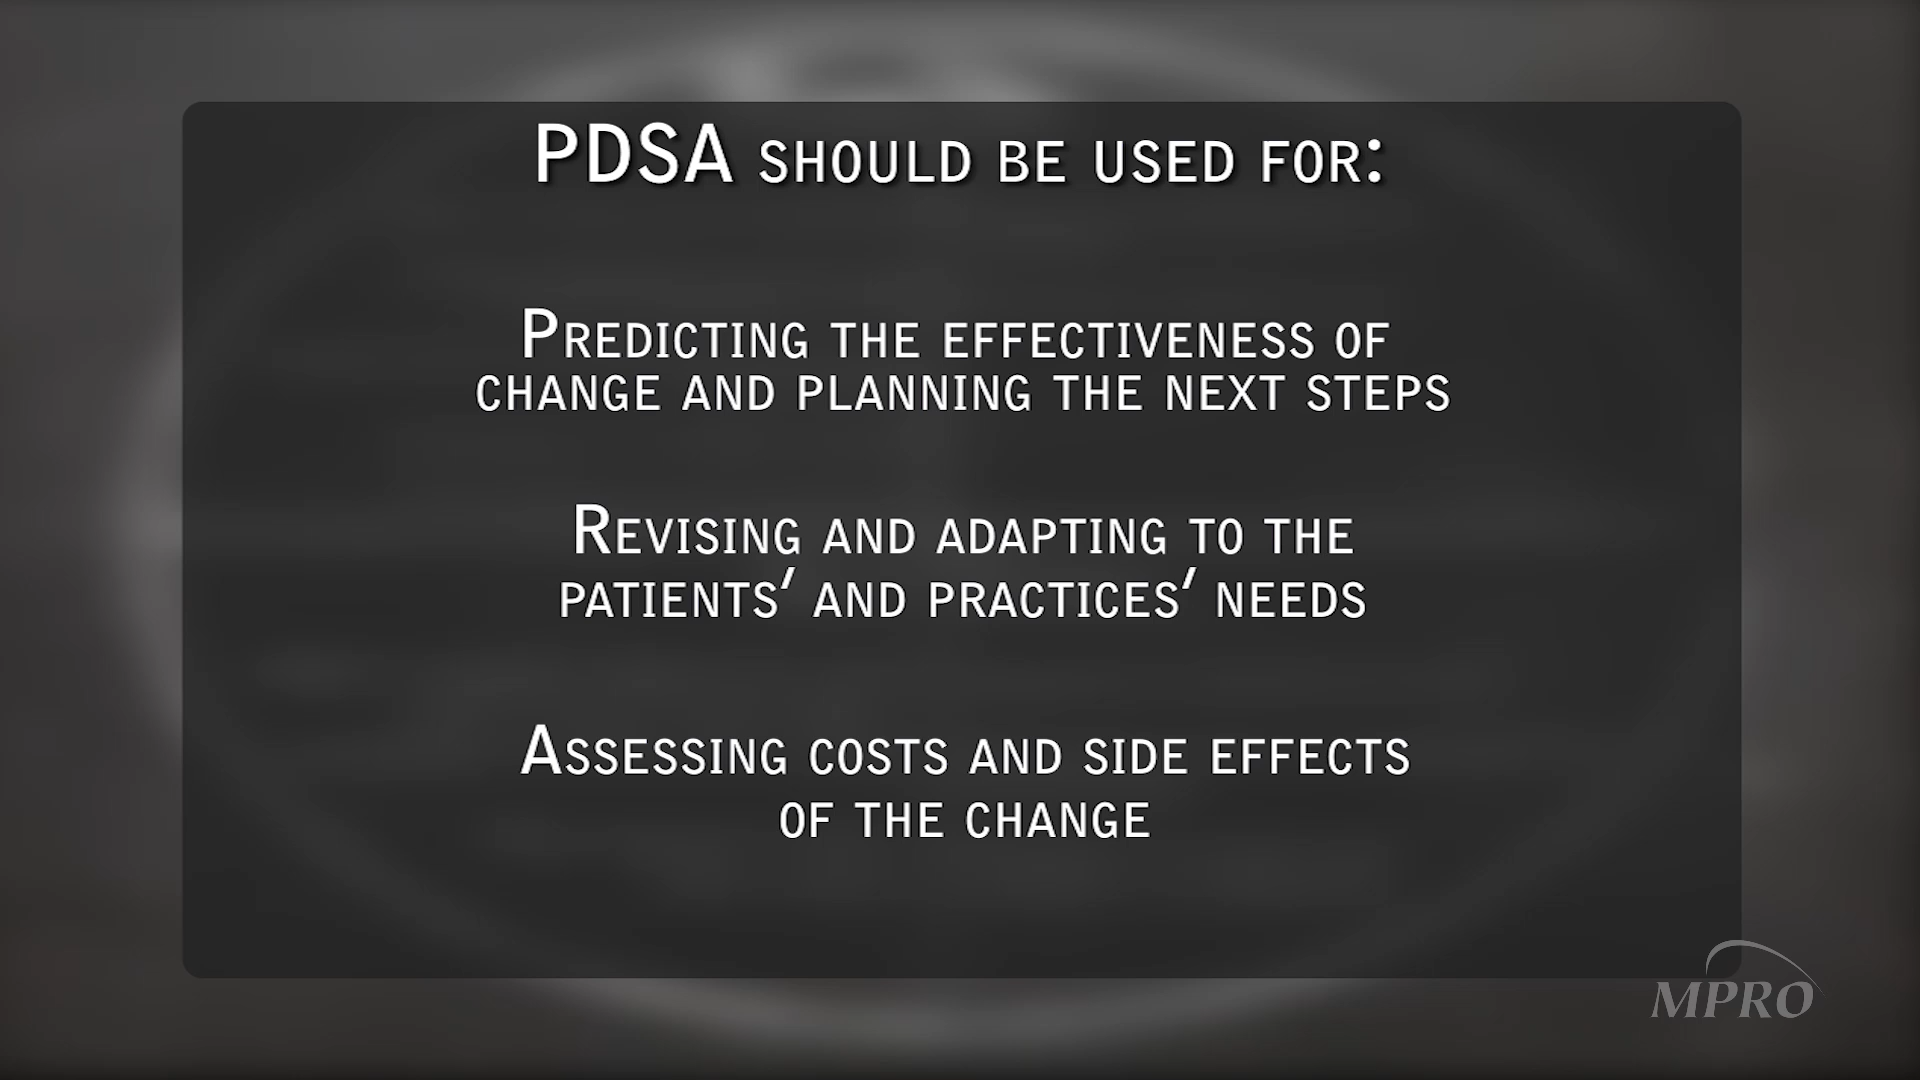 PDSA should be used for:
Predicting the effectiveness of
change and planning the next steps
Revising and adapting to the
patients' and practices' needs
Assessing costs and side effects
of the change
MPRO